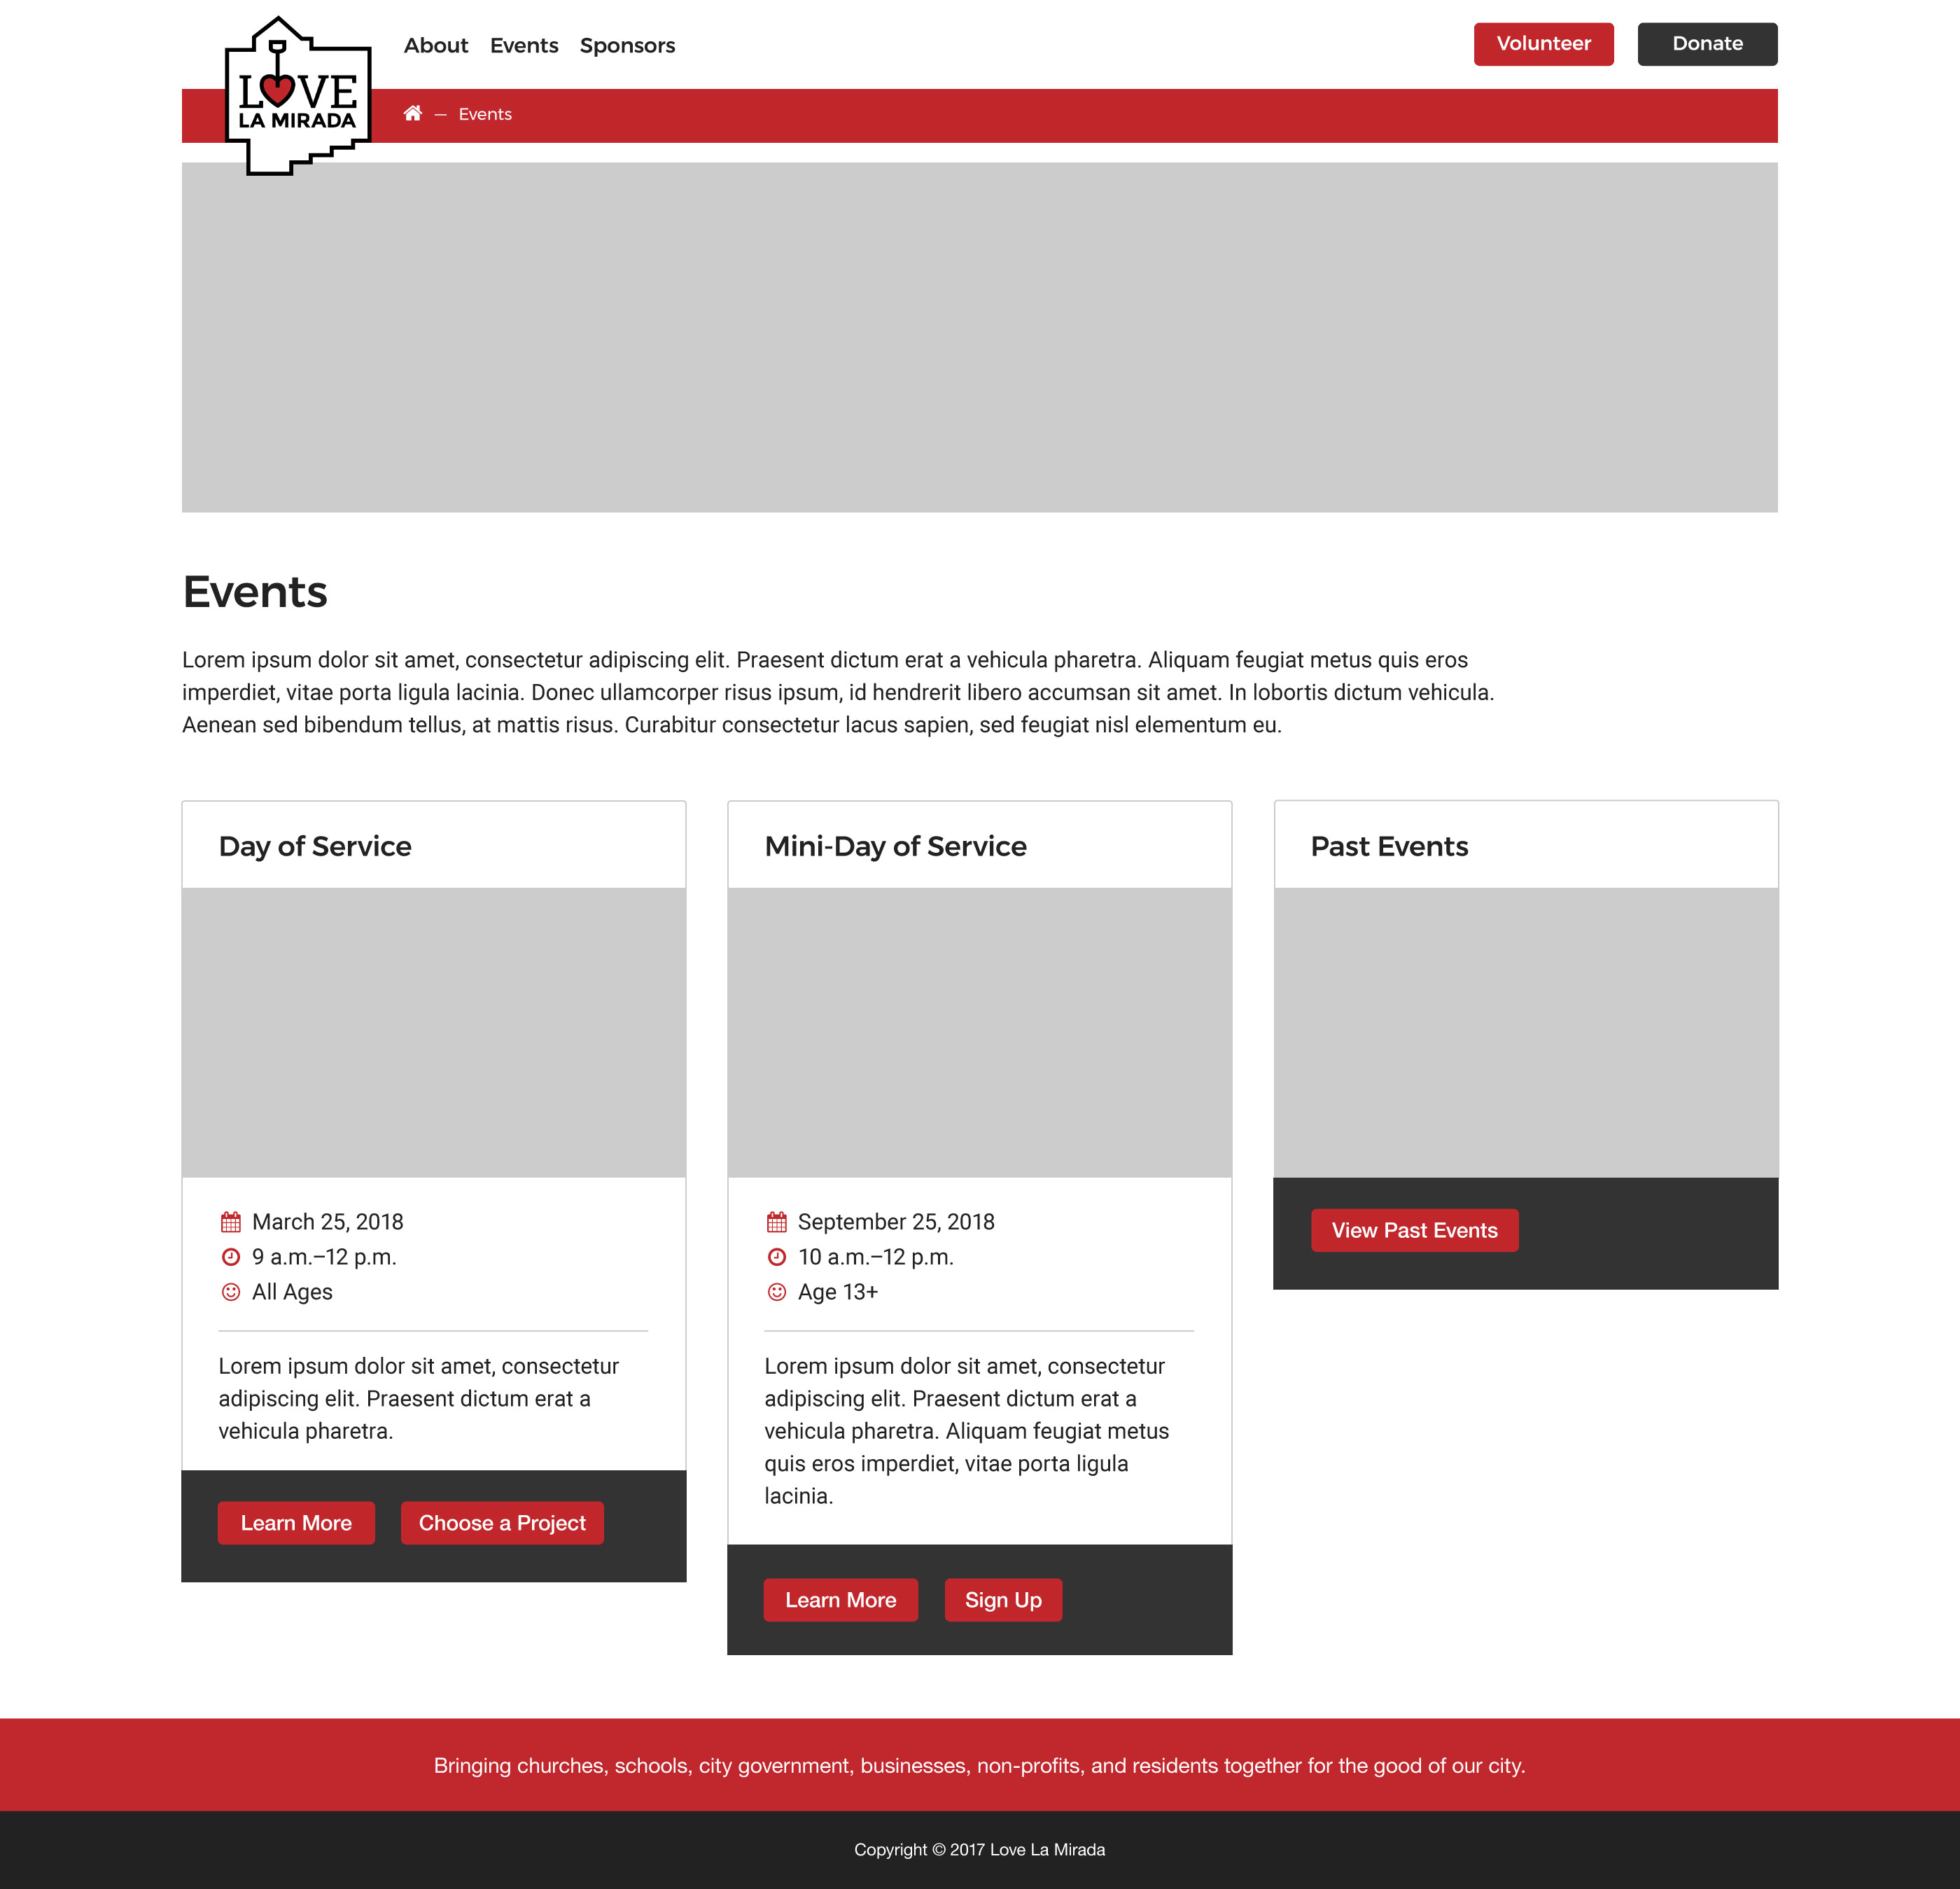 About Events Sponsors
Volunteer Donate
LOVE
LA MIRADA
— Events
Events
Lorem ipsum dolor sit amet, consectetur adipiscing elit. Praesent dictum erat a vehicula pharetra. Aliquam feugiat metus quis eros
imperdiet, vitae porta ligula lacinia. Donec ullamcorper risus ipsum, id hendrerit libero accumsan sit amet. In lobortis dictum vehicula.
Aenean sed bibendum tellus, at mattis risus. Curabitur consectetur lacus sapien, sed feugiat nisl elementum eu.
Day of Service
March 25, 2018
9 a.m.–12 p.m.
All Ages
Lorem ipsum dolor sit amet, consectetur
adipiscing elit. Praesent dictum erat a
vehicula pharetra.
Learn More Choose a Project
Mini-Day of Service
September 25, 2018
10 a.m.–12 p.m.
Age 13+
Lorem ipsum dolor sit amet, consectetur
adipiscing elit. Praesent dictum erat a
vehicula pharetra. Aliquam feugiat metus
quis eros imperdiet, vitae porta ligula
lacinia.
Learn More Sign Up
Past Events
View Past Events
Bringing churches, schools, city government, businesses, non-profits, and residents together for the good of our city.
Copyright © 2017 Love La Mirada